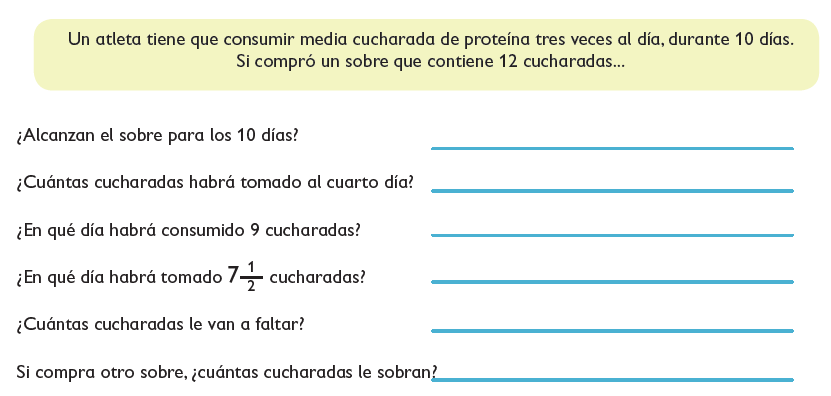 Un atleta tiene que consumir media cucharada de proteína tres veces al día, durante 10 días.
Si compró un sobre que contiene 12 cucharadas...
¿Alcanzan el sobre para los 10 días?
¿Cuántas cucharadas habrá tomado al cuarto día?
¿En qué día habrá consumido 9 cucharadas?
¿En qué día habrá tomado 7 1/2 cucharadas?
¿Cuántas cucharadas le van a faltar?
Si compra otro sobre, ¿cuántas cucharadas le sobran?